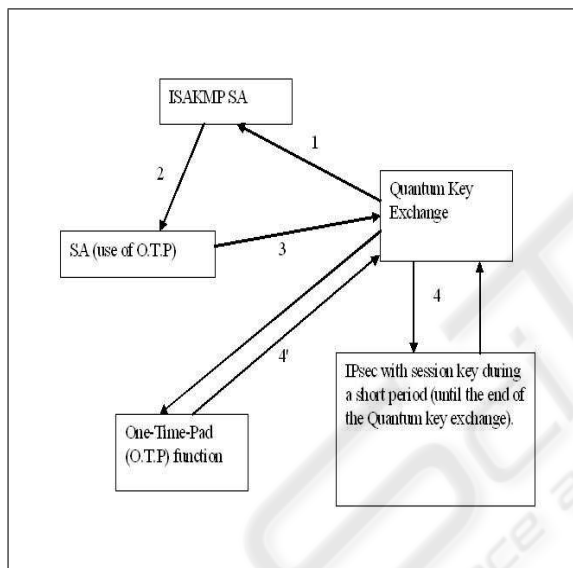 ISAKMP SA
1
2
Quantum Key
Exchange
SA (use of O.T.P)
3
4
4'
IPsec with session key during
a short period (until the end of
the Quantum key exchange).
One-Time-Pad
(O.T.P) function